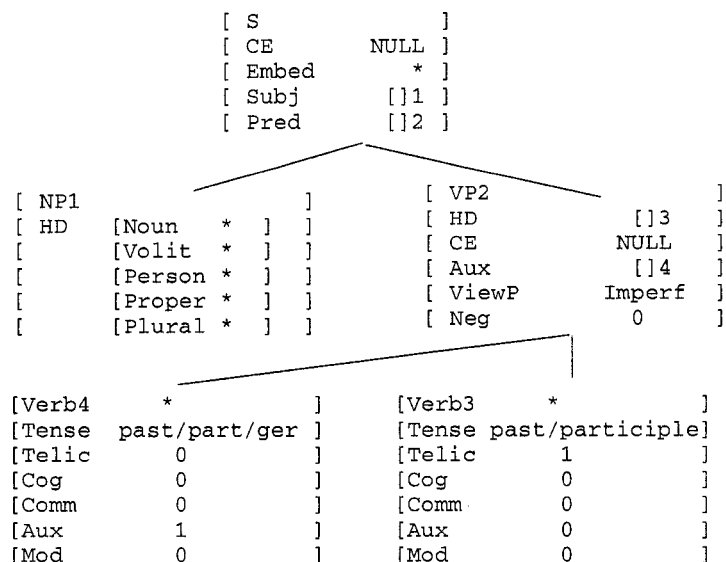 [ S ]
[ CE NULL ]
[ Embed * ]
[ Subj []1 ]
[ Pred []2 ]
[ NP1 ]
[ HD [Noun * ] ]
[ [Volit * ] ]
[ [Person * ] ]
[ [Proper * ] ]
[ [Plural * ] ]
[ VP2 ]
[ HD []3 ]
[ CE NULL ]
[ Aux []4 ]
[ ViewP Imperf ]
[ Neg 0 ]
[Verb4 * ]
[Tense past/part/ger ]
[Telic 0 ]
[Cog 0 ]
[Comm 0 ]
[Aux 1 ]
[Mod 0 ]
[Verb3 * ]
[Tense past/participle]
[Telic 1 ]
[Cog 0 ]
[Comm 0 ]
[Aux 0 ]
[Mod 0 ]